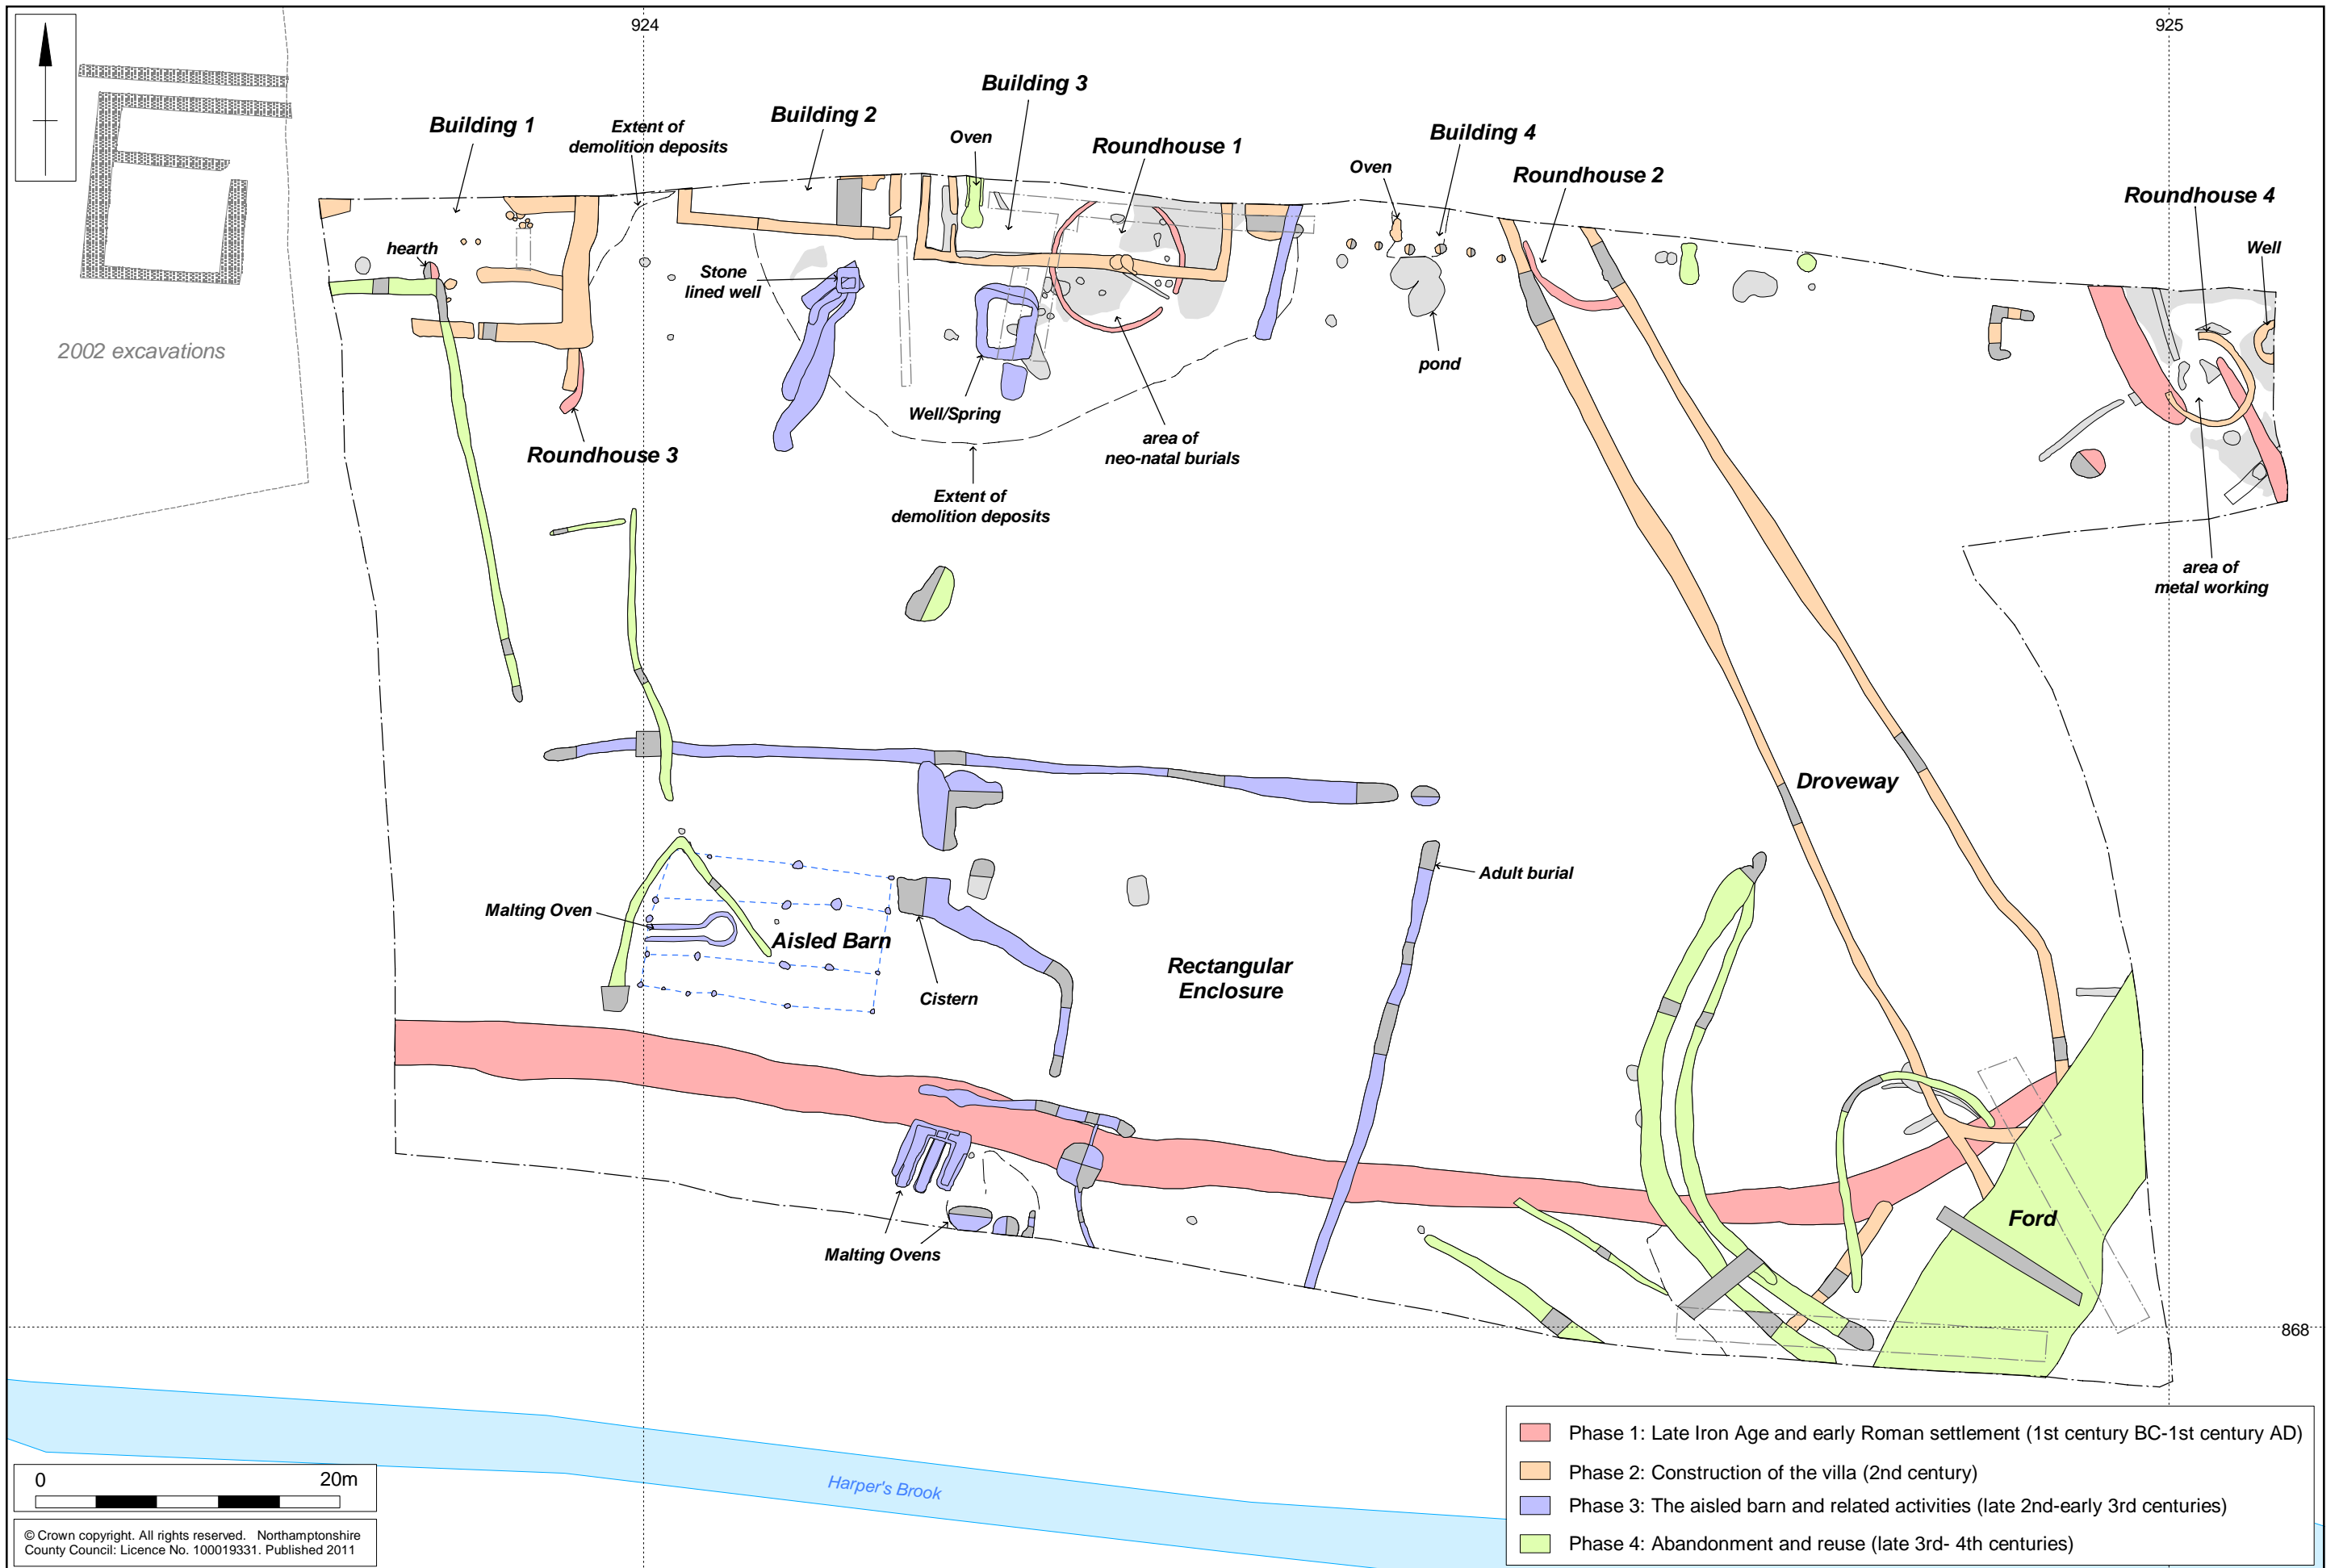 924
925
Building 3
Building 2
Building 1
Extent of
demolition deposits
Oven
Roundhouse 1
Building 4
Oven
Roundhouse 2
Roundhouse 4
hearth
Well
Stone
lined well
2002 excavations
pond
Well/Spring
area of
neo-natal burials
Roundhouse 3
Extent of
demolition deposits
area of
metal working
Droveway
Adult burial
Malting Oven
Aisled Barn
Rectangular
Enclosure
Cistern
Ford
Malting Ovens
868
Harper's Brook
0 20m
© Crown copyright. All rights reserved. Northamptonshire
County Council: Licence No. 100019331. Published 2011
Phase 1: Late Iron Age and early Roman settlement (1st century BC-1st century AD)
Phase 2: Construction of the villa (2nd century)
Phase 3: The aisled barn and related activities (late 2nd-early 3rd centuries)
Phase 4: Abandonment and reuse (late 3rd- 4th centuries)